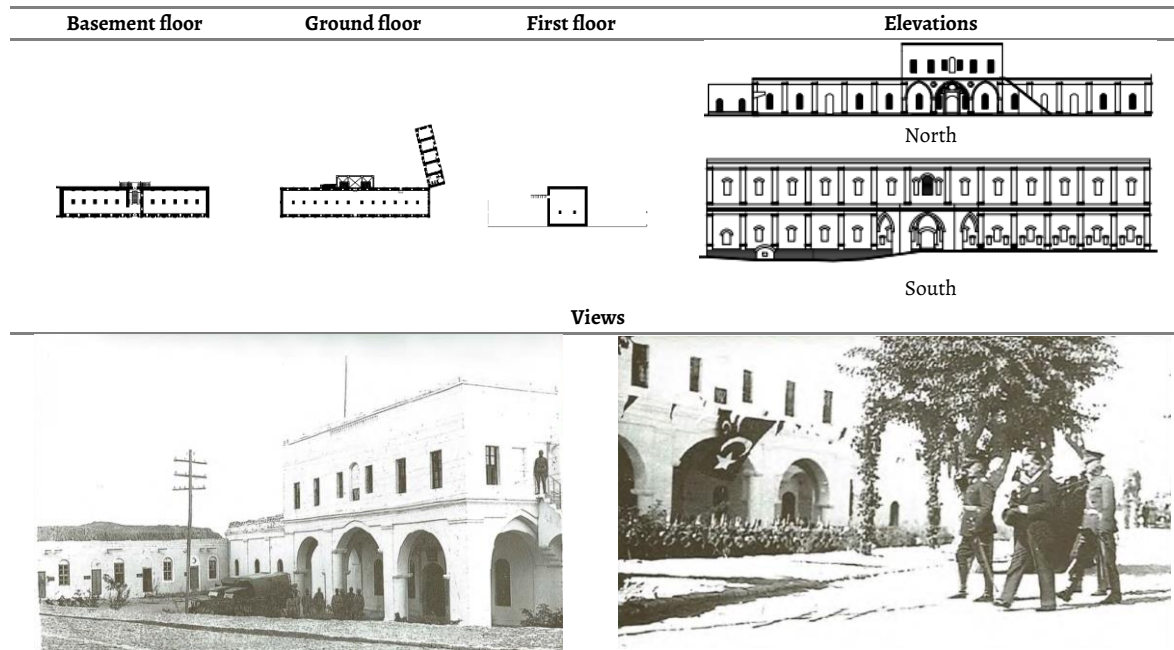 Basement floor
Ground floor
First floor
Elevations
North
South
Views